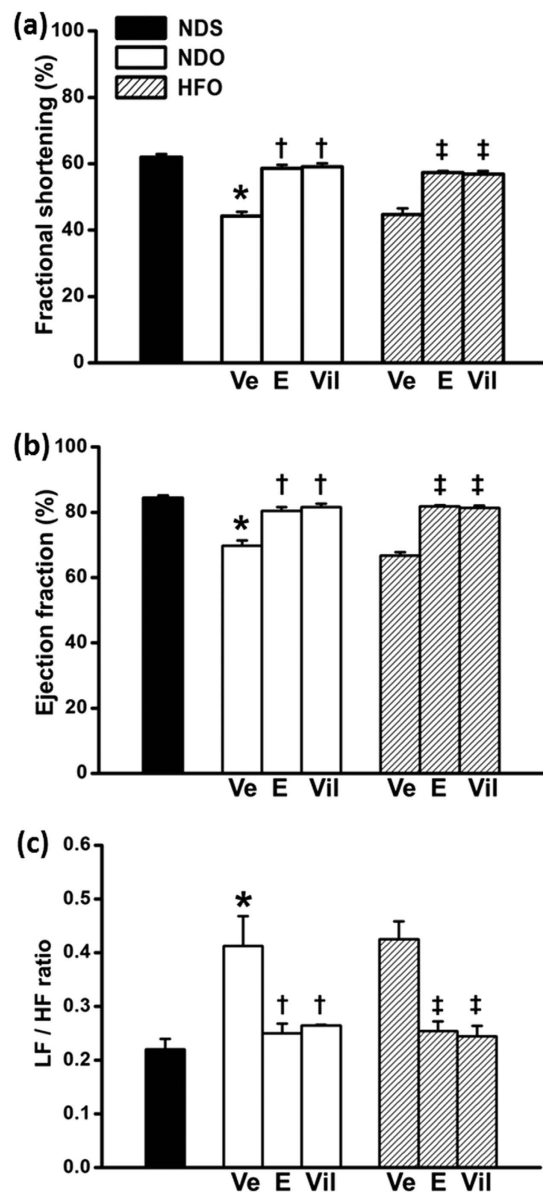 (a)
NDS
NDO
HFO
Fractional shortening (%)
100
80
60
40
20
0
*
†
†
‡
‡
Ve E Vil
Ve E Vil
(b)
Ejection fraction (%)
100
80
60
40
20
0
*
†
†
‡
‡
Ve E Vil
Ve E Vil
(c)
LF / HF ratio
0.6
0.5
0.4
0.3
0.2
0.1
0.0
*
†
†
‡
‡
Ve E Vil
Ve E Vil